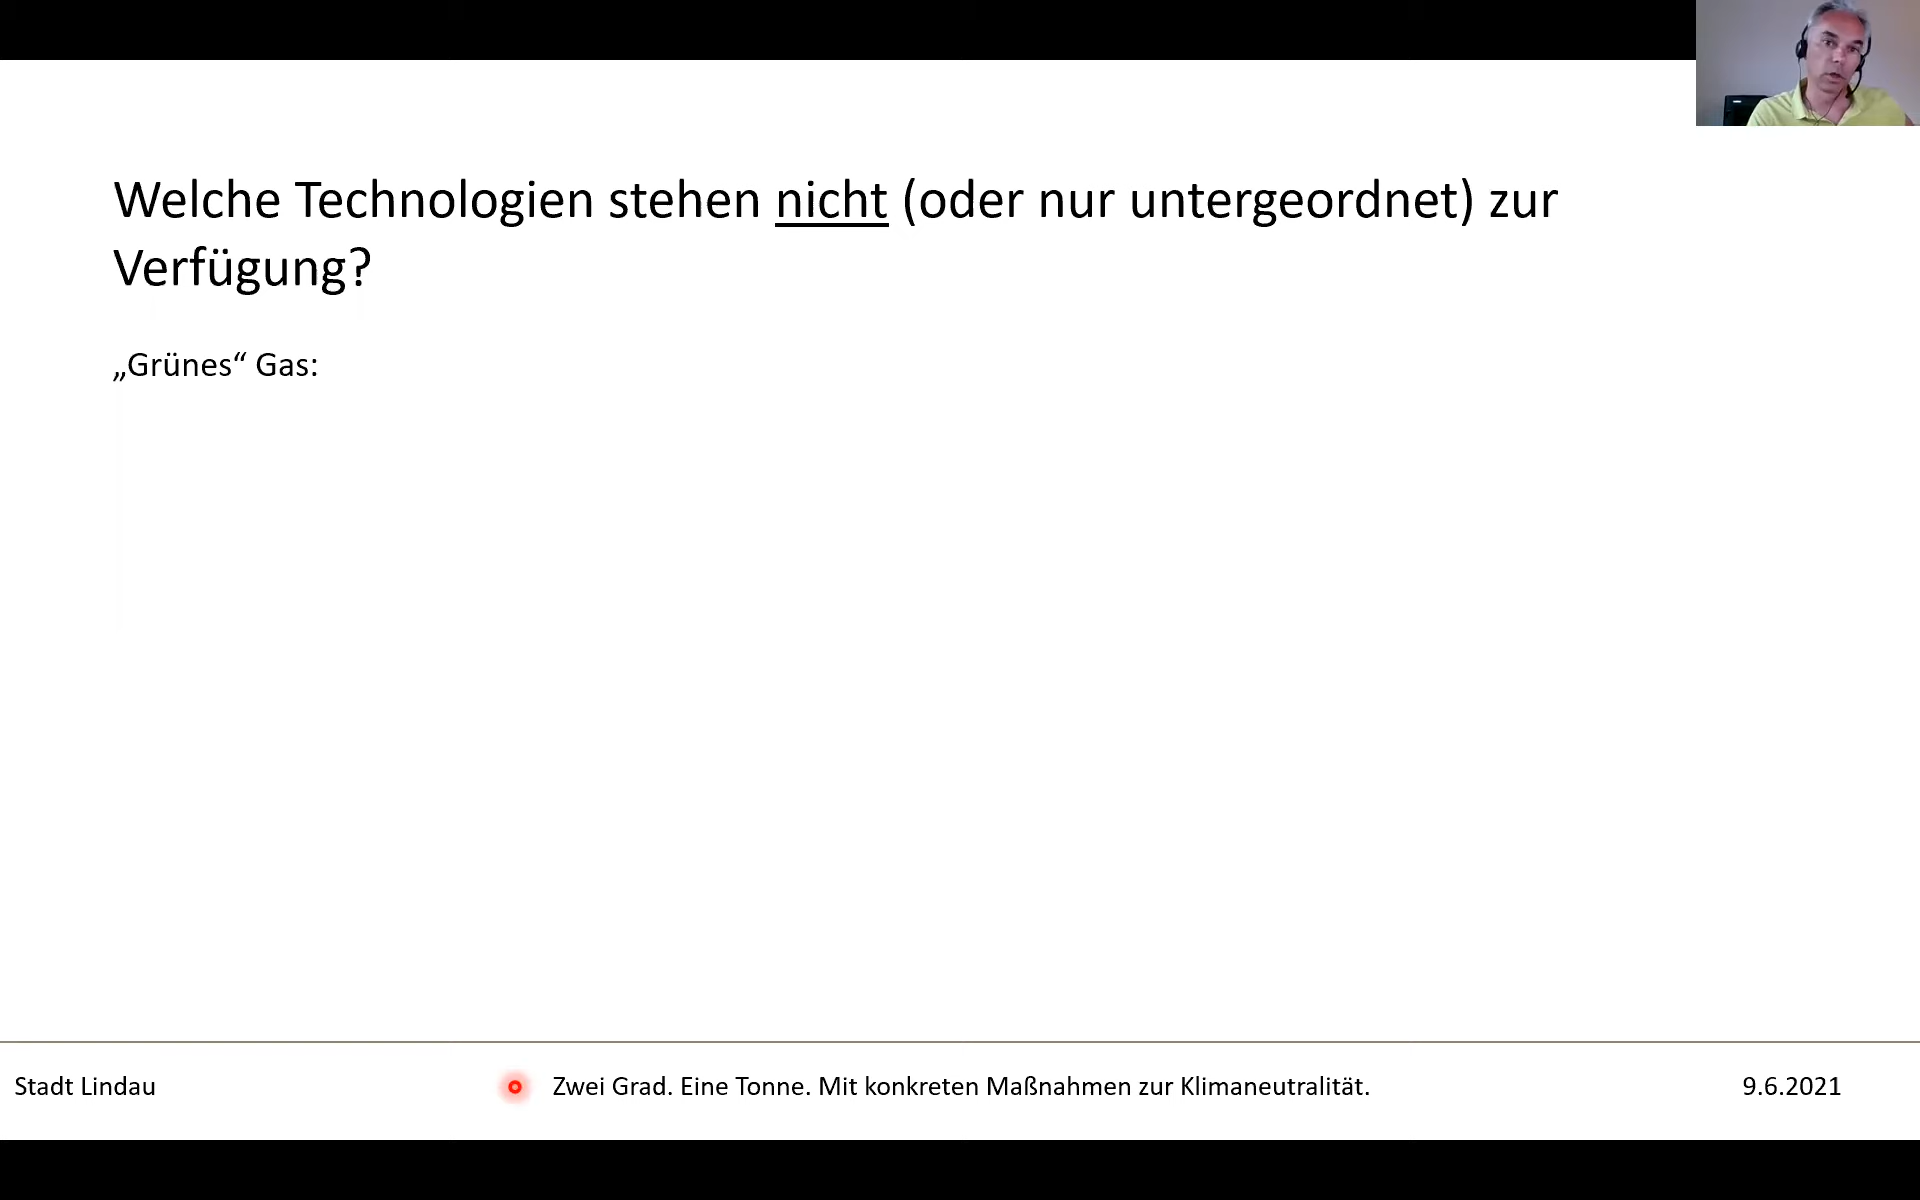 Welche Technologien stehen nicht (oder nur untergeordnet) zur
Verfügung?
„Grünes“ Gas:
Stadt Lindau
Zwei Grad. Eine Tonne. Mit konkreten Maßnahmen zur Klimaneutralität.
9.6.2021